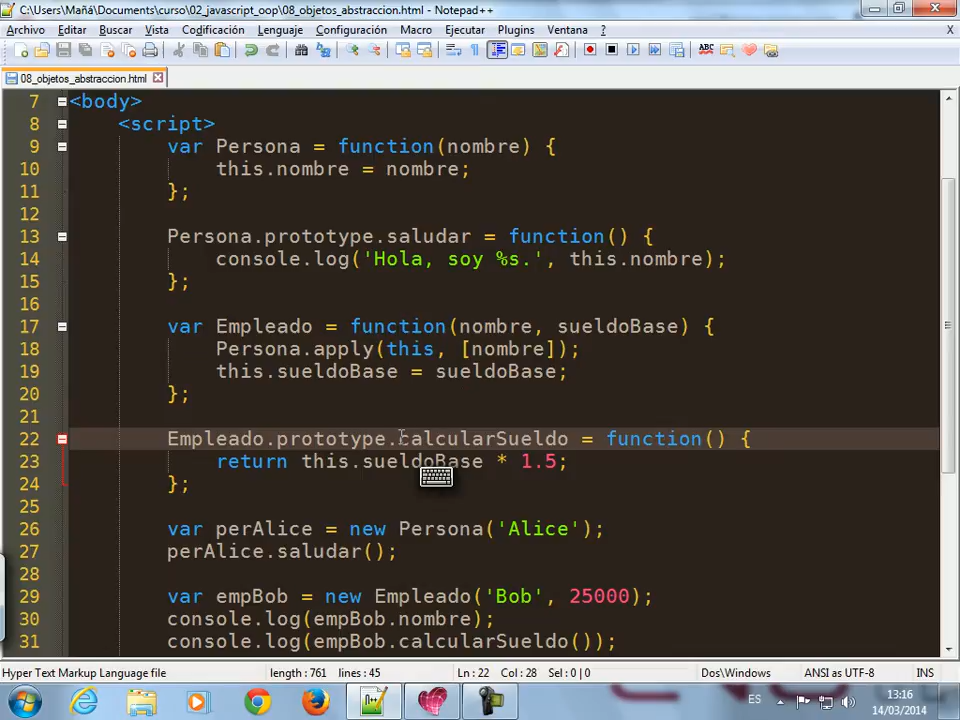 C:\Users\Mañá\Documents\curso\02_javascript_oop\08_objetos_abstraccion.html - Notepad++
Archivo Editar Buscar Vista Codificación Lenguaje Configuración Macro Ejecutar Plugins Ventana ? X
08_objetos_abstraccion.html
7 <body>
8 <script>
9 var Persona = function(nombre) {
10 this.nombre = nombre;
11 };
12
13 Persona.prototype.saludar = function() {
14 console.log('Hola, soy %s.', this.nombre);
15 };
16
17 var Empleado = function(nombre, sueldoBase) {
18 Persona.apply(this, [nombre]);
19 this.sueldoBase = sueldoBase;
20 };
21
22 Empleado.prototype.calcularSueldo = function() {
23 return this.sueldoBase * 1.5;
24 };
25
26 var perAlice = new Persona('Alice');
27 perAlice.saludar();
28
29 var empBob = new Empleado('Bob', 25000);
30 console.log(empBob.nombre);
31 console.log(empBob.calcularSueldo());
Hyper Text Markup Language file length : 761 lines : 45 Ln : 22 Col : 28 Sel : 0 | 0 Dos\Windows ANSI as UTF-8 INS
ES 13:16
14/03/2014